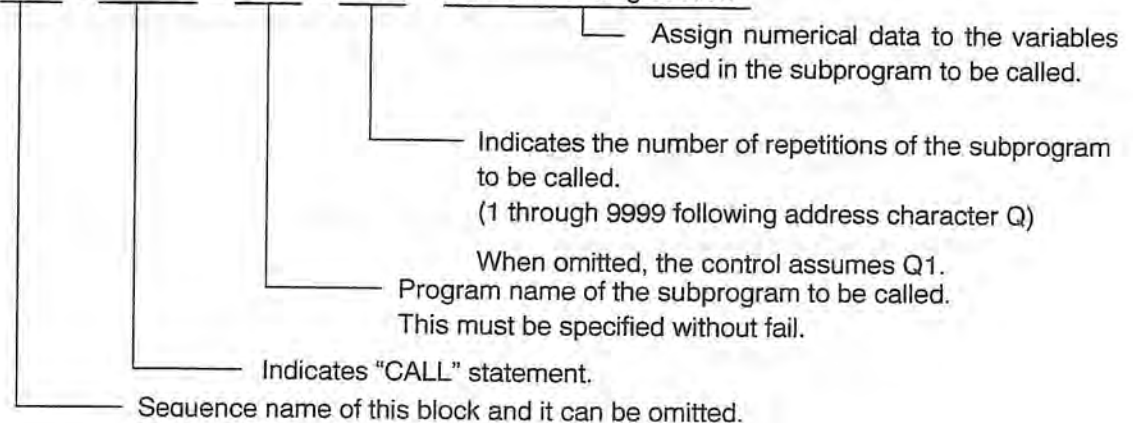 Assign numerical data to the variables
used in the subprogram to be called.
Indicates the number of repetitions of the subprogram
to be called.
(1 through 9999 following address character Q)
When omitted, the control assumes Q1.
Program name of the subprogram to be called.
This must be specified without fail.
Indicates “CALL” statement.
Sequence name of this block and it can be omitted.